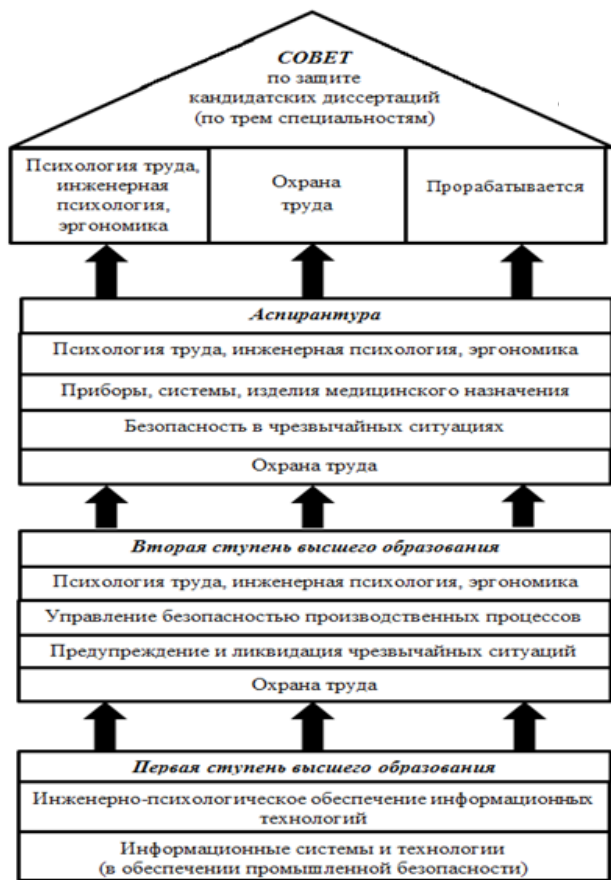 СОВЕТ
по защите
кандидатских диссертаций
(по трем специальностям)
Психология труда,
инженерная
психология,
эргономика
Охрана
труда
Прорабатывается
Аспирантура
Психология труда, инженерная психология, эргономика
Приборы, системы, изделия медицинского назначения
Безопасность в чрезвычайных ситуациях
Охрана труда
Вторая ступень высшего образования
Психология труда, инженерная психология, эргономика
Управление безопасностью производственных процессов
Предупреждение и ликвидация чрезвычайных ситуаций
Охрана труда
Первая ступень высшего образования
Инженерно-психологическое обеспечение информационных
технологий
Информационные системы и технологии
(в обеспечении промышленной безопасности)